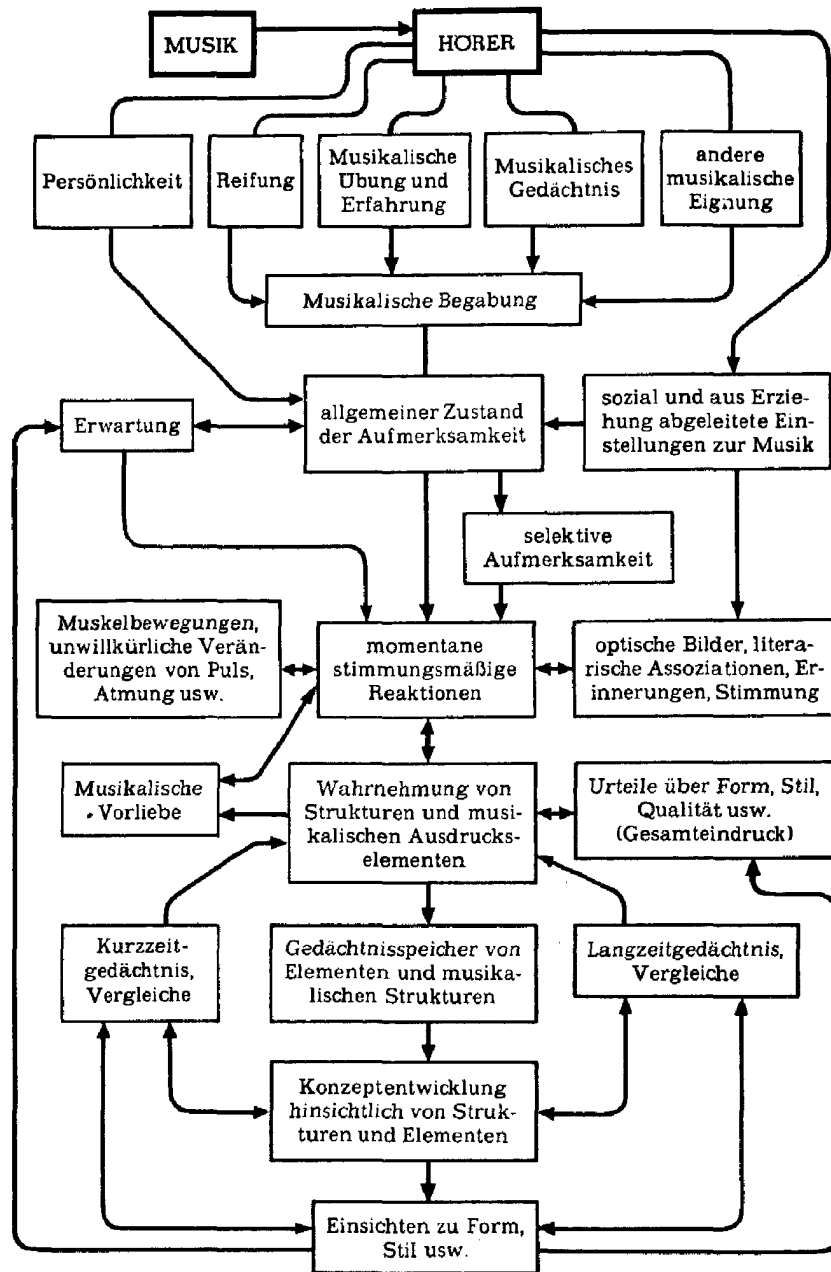 MUSIK
HÖRER
Persönlichkeit
Reifung
Musikalische
Übung und
Erfahrung
Musikalisches
Gedächtnis
andere
musikalische
Eignung
Musikalische Begabung
Erwartung
allgemeiner Zustand
der Aufmerksamkeit
sozial und aus Erzie-
hung abgeleitete Ein-
stellungen zur Musik
selektive
Aufmerksamkeit
Muskelbewegungen,
unwillkürliche Verän-
derungen von Puls,
Atmung usw.
momentane
stimmungsmäßige
Reaktionen
optische Bilder, litera-
rische Assoziationen, Er-
innerungen, Stimmung
Musikalische
Vorliebe
Wahrnehmung von
Strukturen und musi-
kalischen Ausdrucks-
elementen
Urteile über Form, Stil,
Qualität usw.
(Gesamteindruck)
Kurzzeit-
gedächtnis,
Vergleiche
Gedächtnisspeicher von
Elementen und musika-
lischen Strukturen
Langzeitgedächtnis,
Vergleiche
Konzeptentwicklung
hinsichtlich von Struk-
turen und Elementen
Einsichten zu Form,
Stil usw.